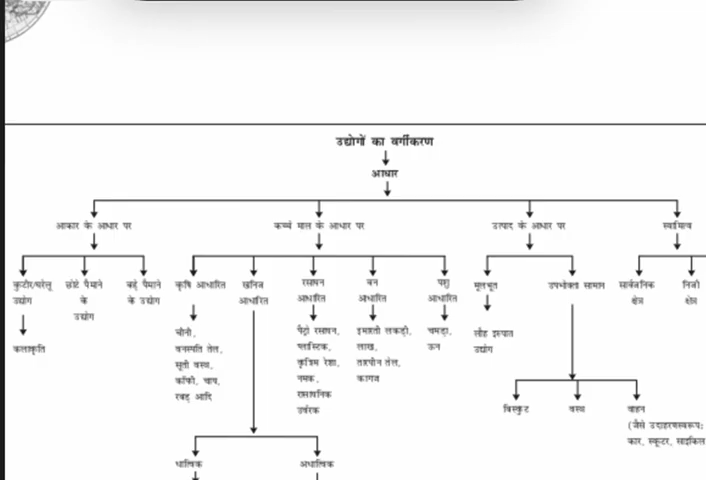 उद्योगों का वर्गीकरण
आधार
आकार के आधार पर
कच्चे माल के आधार पर
उत्पाद के आधार पर
स्वामित्व
कुटीर/घरेलू
उद्योग
छोटे पैमाने
के
उद्योग
बड़े पैमाने
के उद्योग
कृषि आधारित
खनिज
आधारित
रसायन
आधारित
वन
आधारित
पशु
आधारित
मूलभूत
उपभोक्ता सामान
सार्वजनिक
क्षेत्र
निजी
क्षेत्र
कलाकृति
चीनी,
वनस्पति तेल,
सूती वस्त्र,
कॉफी, चाय,
रबड़ आदि
पैट्रो रसायन,
प्लास्टिक,
कृत्रिम रेशा,
नमक,
रासायनिक
उर्वरक
इमारती लकड़ी,
लाख,
तारपीन तेल,
कागज
चमड़ा,
ऊन
लौह इस्पात
उद्योग
बिस्कुट
वस्त्र
वाहन
(जैसे उदाहरणस्वरूप:
कार, स्कूटर, साइकिल
धात्विक
अधात्विक